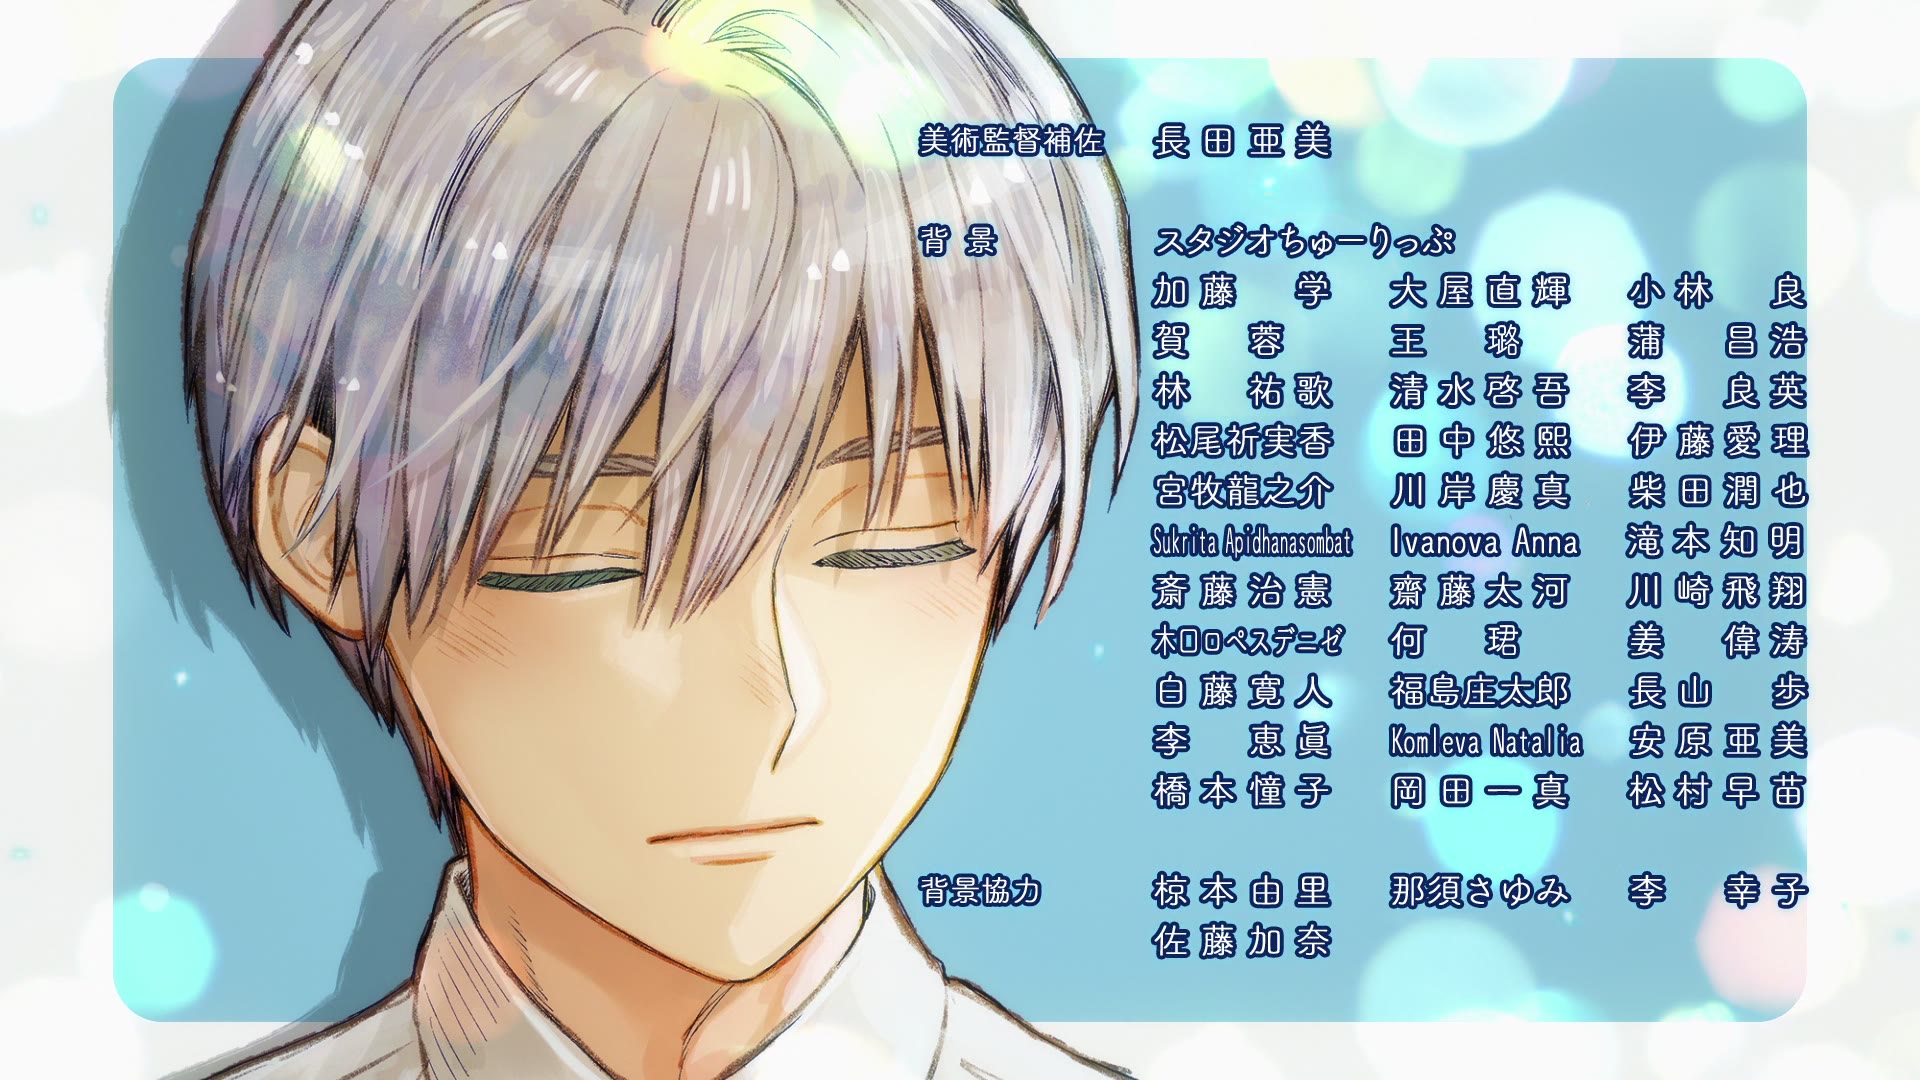 美術監督補佐 長田亜美
背景 スタジオちゅーりっぷ
加藤 学 大屋直輝 小林 良
賀 蓉 王 璐 蒲 昌浩
林 祐歌 清水啓吾 李 良英
松尾祈実香 田中悠熙 伊藤愛理
宮牧龍之介 川岸慶真 柴田潤也
Sukrita Apidhanasombat Ivanova Anna 滝本知明
斎藤治憲 齋藤太河 川崎飛翔
木口ロペスデニゼ 何 珺 姜 偉涛
白藤寛人 福島庄太郎 長山 歩
李 恵眞 Komleva Natalia 安原亜美
橋本憧子 岡田一真 松村早苗
背景協力 椋本由里 那須さゆみ 李 幸子
佐藤加奈